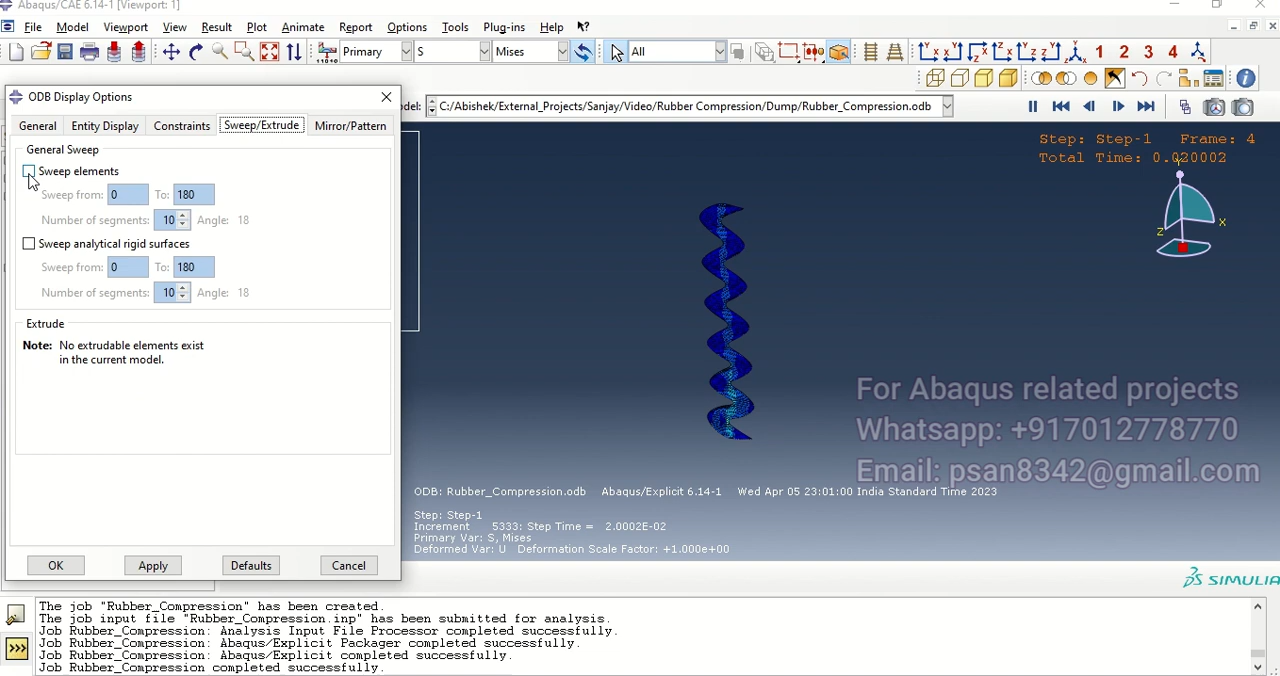 Abaqus/CAE 6.14-1 [Viewport: 1]
File Model Viewport View Result Plot Animate Report Options Tools Plug-ins Help ?
Primary S Mises All 1 2 3 4
ODB Display Options
del: C:/Abishek/External_Projects/Sanjay/Video/Rubber Compression/Dump/Rubber_Compression.odb
General Entity Display Constraints Sweep/Extrude Mirror/Pattern
General Sweep
Sweep elements
Sweep from: 0 To: 180
Number of segments: 10 Angle: 18
Sweep analytical rigid surfaces
Sweep from: 0 To: 180
Number of segments: 10 Angle: 18
Extrude
Note: No extrudable elements exist
in the current model.
OK Apply Defaults Cancel
Step: Step-1 Frame: 4
Total Time: 0.020002
Y
X
Z
For Abaqus related projects
Whatsapp: +917012778770
Email: psan8342@gmail.com
ODB: Rubber_Compression.odb Abaqus/Explicit 6.14-1 Wed Apr 05 23:01:00 India Standard Time 2023
Step: Step-1
Increment 5333: Step Time = 2.0002E-02
Primary Var: S, Mises
Deformed Var: U Deformation Scale Factor: +1.000e+00
SIMULIA
The job "Rubber_Compression" has been created.
The job input file "Rubber_Compression.inp" has been submitted for analysis.
Job Rubber_Compression: Analysis Input File Processor completed successfully.
Job Rubber_Compression: Abaqus/Explicit Packager completed successfully.
Job Rubber_Compression: Abaqus/Explicit completed successfully.
Job Rubber_Compression completed successfully.
>>>